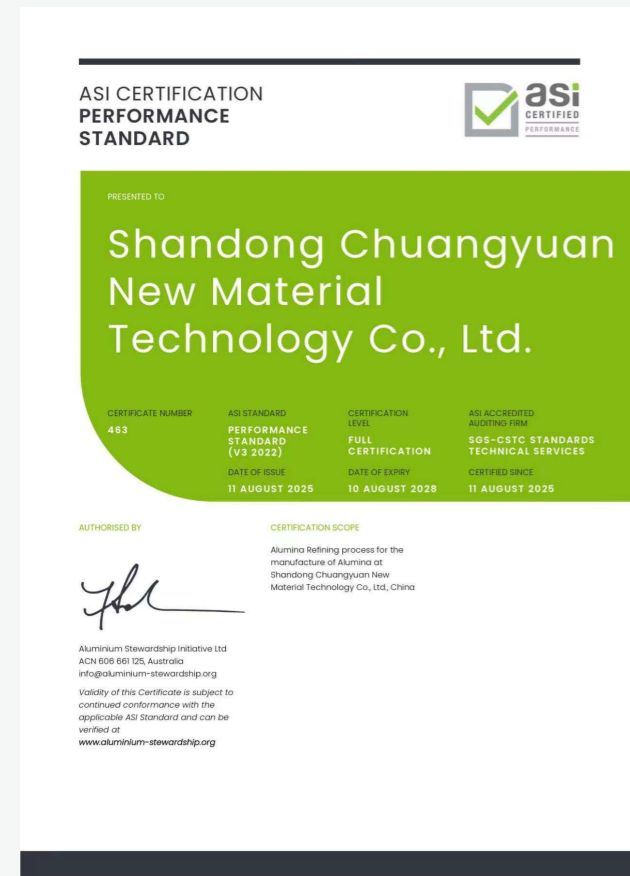 ASI CERTIFICATION
PERFORMANCE
STANDARD
asi
CERTIFIED
PERFORMANCE
PRESENTED TO
Shandong Chuangyuan
New Material
Technology Co., Ltd.
CERTIFICATE NUMBER
463
ASI STANDARD
PERFORMANCE
STANDARD
(V3 2022)
DATE OF ISSUE
11 AUGUST 2025
CERTIFICATION
LEVEL
FULL
CERTIFICATION
DATE OF EXPIRY
10 AUGUST 2028
ASI ACCREDITED
AUDITING FIRM
SGS-CSTC STANDARDS
TECHNICAL SERVICES
CERTIFIED SINCE
11 AUGUST 2025
AUTHORISED BY
Aluminium Stewardship Initiative Ltd
ACN 606 661 125, Australia
info@aluminium-stewardship.org
Validity of this Certificate is subject to
continued conformance with the
applicable ASI Standard and can be
verified at
www.aluminium-stewardship.org
CERTIFICATION SCOPE
Alumina Refining process for the
manufacture of Alumina at
Shandong Chuangyuan New
Material Technology Co., Ltd., China